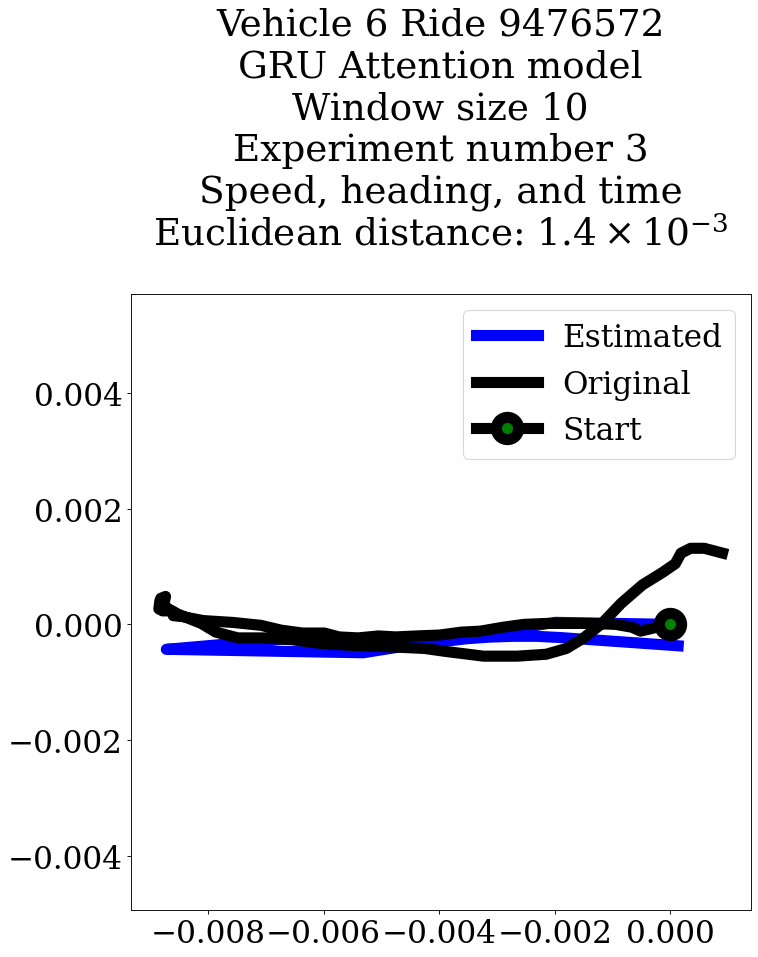 Vehicle 6 Ride 9476572
GRU Attention model
Window size 10
Experiment number 3
Speed, heading, and time
Euclidean distance: 1.4 × 10⁻³
Estimated
Original
Start
0.004
0.002
0.000
−0.002
−0.004
−0.008 −0.006 −0.004 −0.002 0.000